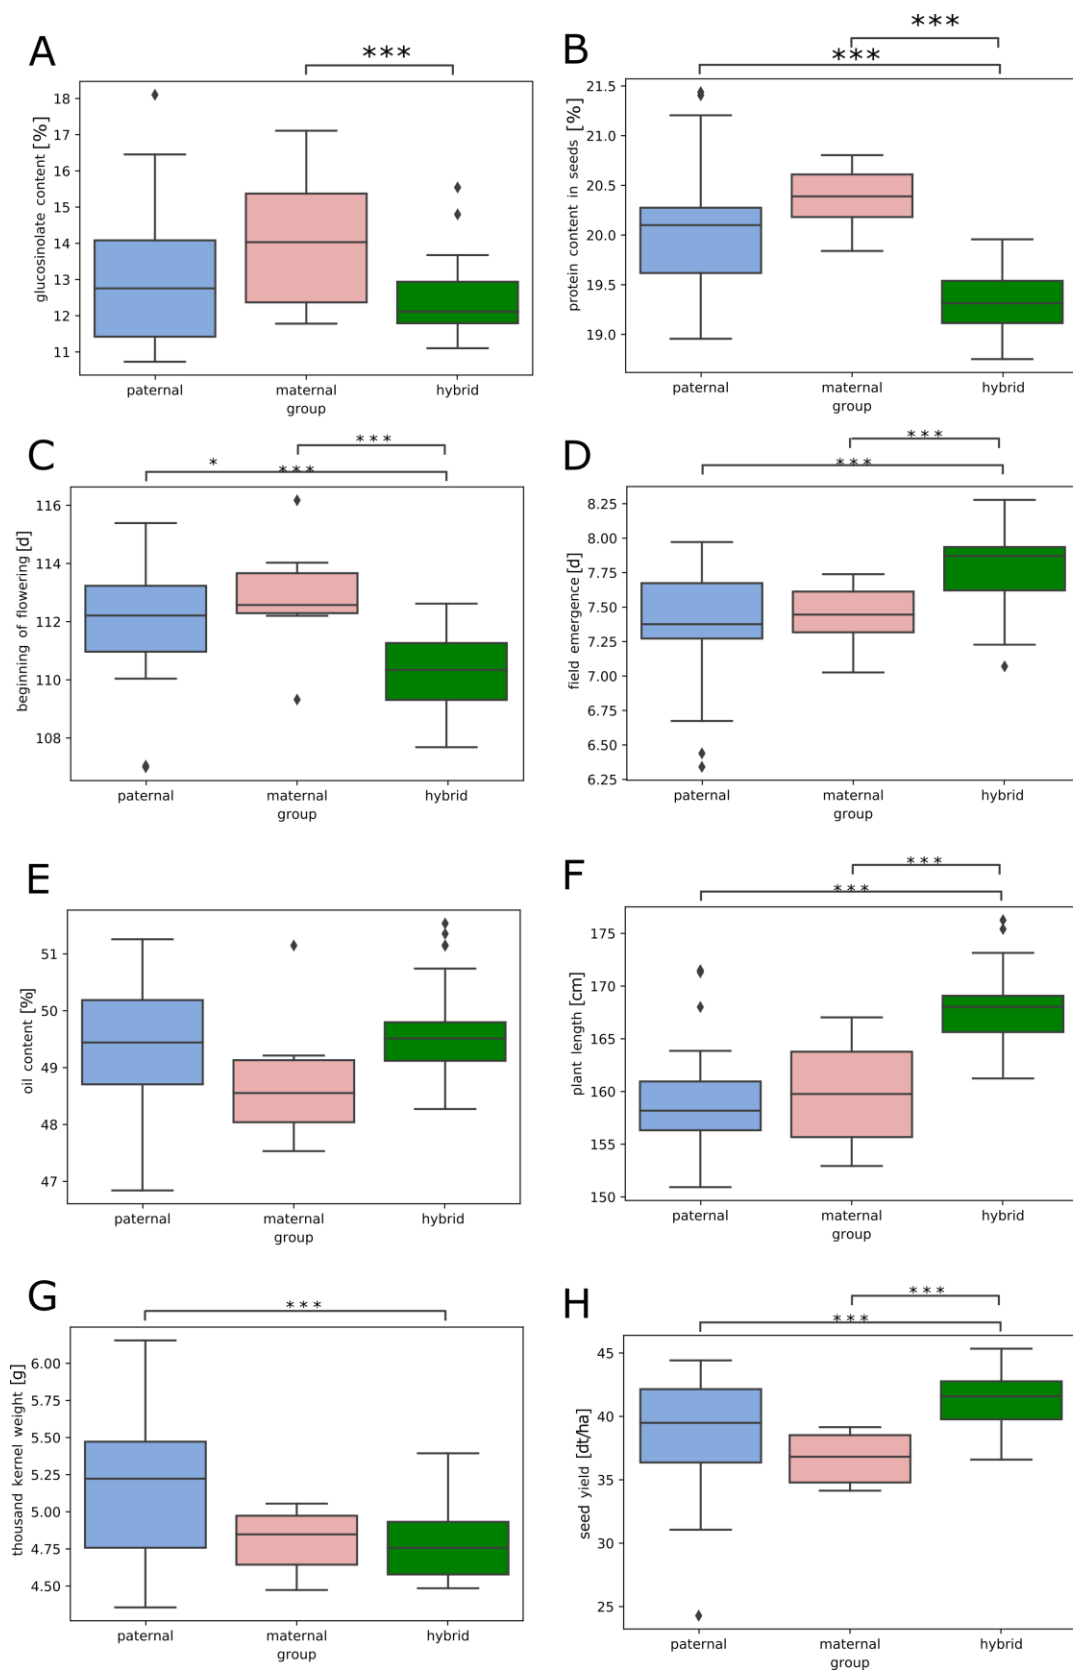 A
***
glucosinolate content [%]
18
17
16
15
14
13
12
11
paternal maternal hybrid
group
B
***
***
protein content in seeds [%]
21.5
21.0
20.5
20.0
19.5
19.0
paternal maternal hybrid
group
C
***
* ***
beginning of flowering [d]
116
114
112
110
108
paternal maternal hybrid
group
D
***
***
field emergence [d]
8.25
8.00
7.75
7.50
7.25
7.00
6.75
6.50
6.25
paternal maternal hybrid
group
E
oil content [%]
51
50
49
48
47
paternal maternal hybrid
group
F
***
***
plant length [cm]
175
170
165
160
155
150
paternal maternal hybrid
group
G
***
thousand kernel weight [g]
6.00
5.75
5.50
5.25
5.00
4.75
4.50
paternal maternal hybrid
group
H
***
***
seed yield [dt/ha]
45
40
35
30
25
paternal maternal hybrid
group